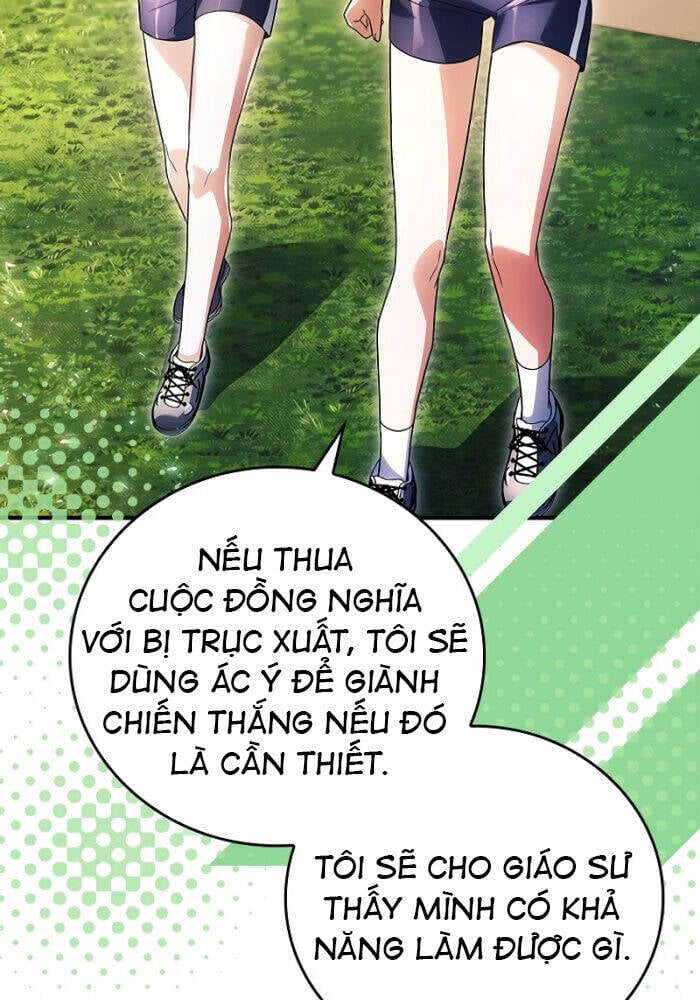 NẾU THUA
CUỘC ĐỒNG NGHĨA
VỚI BỊ TRỤC XUẤT, TÔI SẼ
DÙNG ÁC Ý ĐỂ GIÀNH
CHIẾN THẮNG NẾU ĐÓ
LÀ CẦN THIẾT.
TÔI SẼ CHO GIÁO SƯ
THẤY MÌNH CÓ KHẢ
NĂNG LÀM ĐƯỢC GÌ.